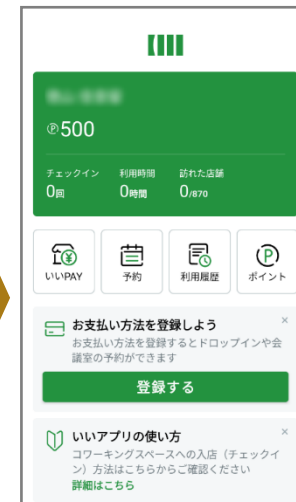 Ⓟ500
チェックイン 利用時間 訪れた店舗
0回 0時間 0/870
いいPAY 予約 利用履歴 ポイント
お支払い方法を登録しよう ×
お支払い方法を登録するとドロップインや会
議室の予約ができます
登録する
いいアプリの使い方 ×
コワーキングスペースへの入店（チェックイ
ン）方法はこちらからご確認ください
詳細はこちら